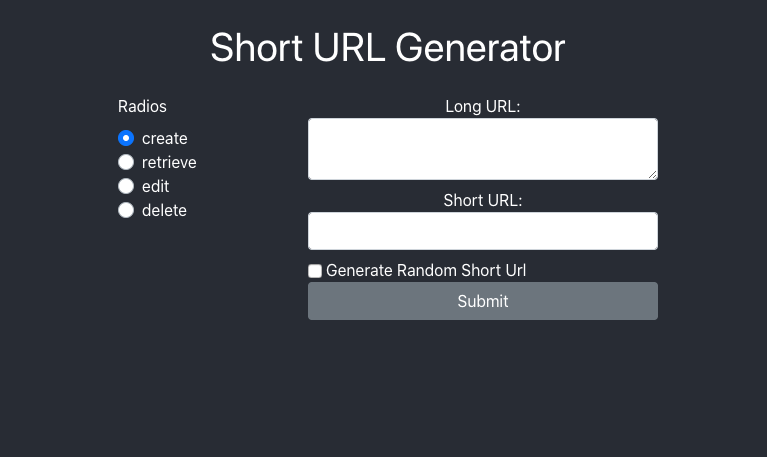 Short URL Generator
Radios
create
retrieve
edit
delete
Long URL:
Short URL:
Generate Random Short Url
Submit